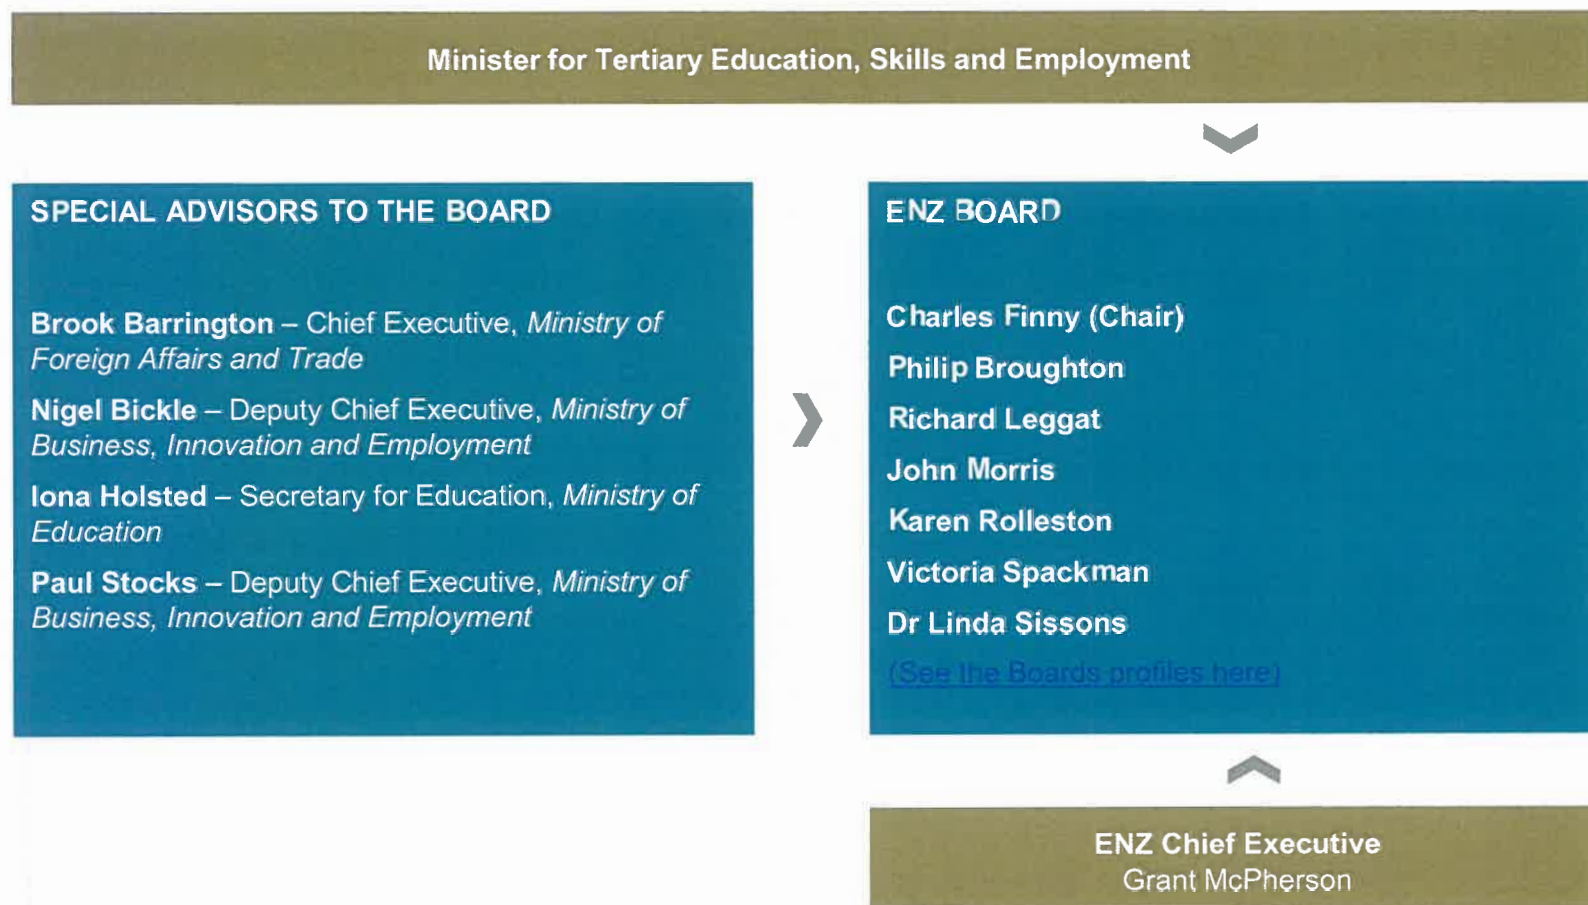 Minister for Tertiary Education, Skills and Employment
SPECIAL ADVISORS TO THE BOARD
Brook Barrington – Chief Executive, Ministry of
Foreign Affairs and Trade
Nigel Bickle – Deputy Chief Executive, Ministry of
Business, Innovation and Employment
Iona Holsted – Secretary for Education, Ministry of
Education
Paul Stocks – Deputy Chief Executive, Ministry of
Business, Innovation and Employment
ENZ BOARD
Charles Finny (Chair)
Philip Broughton
Richard Leggat
John Morris
Karen Rolleston
Victoria Spackman
Dr Linda Sissons
(See the Boards profiles here)
ENZ Chief Executive
Grant McPherson